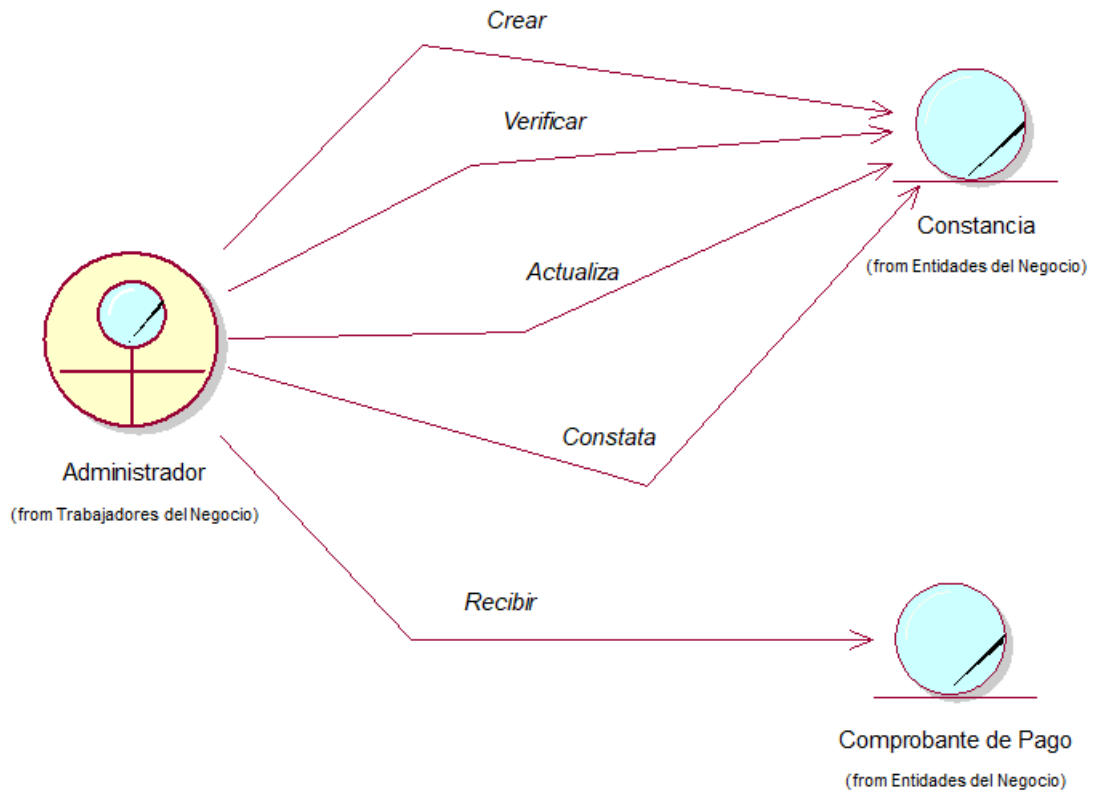 Crear
Verificar
Constancia
(from Entidades del Negocio)
Actualiza
Constata
Administrador
(from Trabajadores del Negocio)
Recibir
Comprobante de Pago
(from Entidades del Negocio)